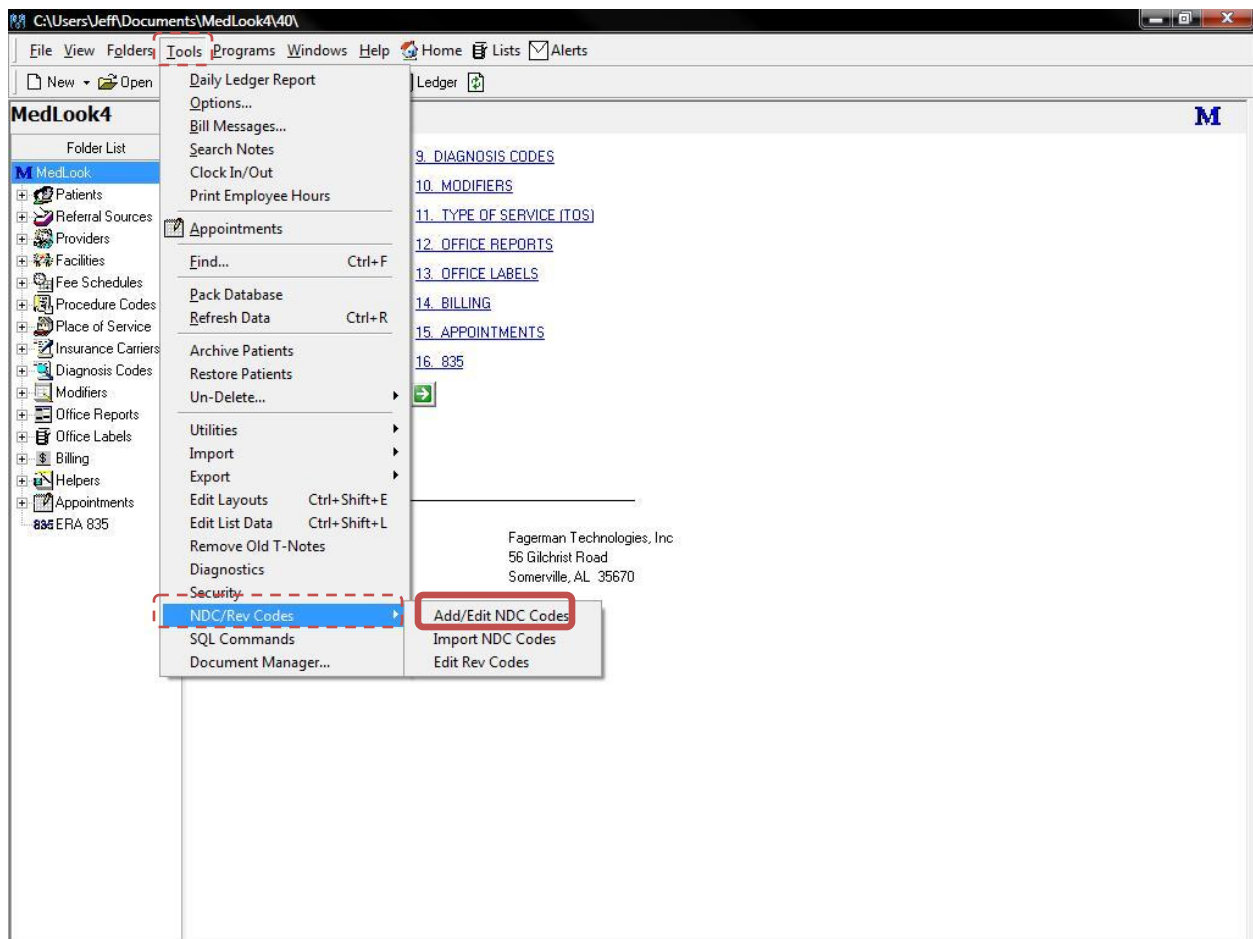 C:\Users\Jeff\Documents\MedLook4\40\
File View Folders Tools Programs Windows Help Home Lists Alerts
New Open Ledger
MedLook4
M
Folder List
M MedLook
Patients
Referral Sources
Providers
Facilities
Fee Schedules
Procedure Codes
Place of Service
Insurance Carriers
Diagnosis Codes
Modifiers
Office Reports
Office Labels
$ Billing
Helpers
Appointments
835 ERA 835
Daily Ledger Report
Options...
Bill Messages...
Search Notes
Clock In/Out
Print Employee Hours
Appointments
Find... Ctrl+F
Pack Database
Refresh Data Ctrl+R
Archive Patients
Restore Patients
Un-Delete...
Utilities
Import
Export
Edit Layouts Ctrl+Shift+E
Edit List Data Ctrl+Shift+L
Remove Old T-Notes
Diagnostics
Security
NDC/Rev Codes
SQL Commands
Document Manager...
Add/Edit NDC Codes
Import NDC Codes
Edit Rev Codes
9. DIAGNOSIS CODES
10. MODIFIERS
11. TYPE OF SERVICE (TOS)
12. OFFICE REPORTS
13. OFFICE LABELS
14. BILLING
15. APPOINTMENTS
16. 835
Fagerman Technologies, Inc
56 Gilchrist Road
Somerville, AL 35670